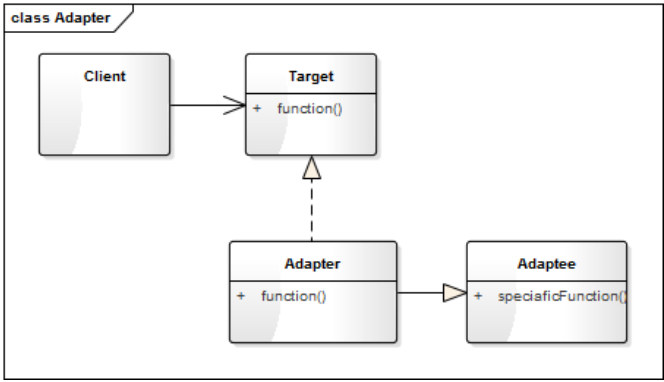 class Adapter
Client
Target
+ function()
Adapter
+ function()
Adaptee
+ speciaficFunction()